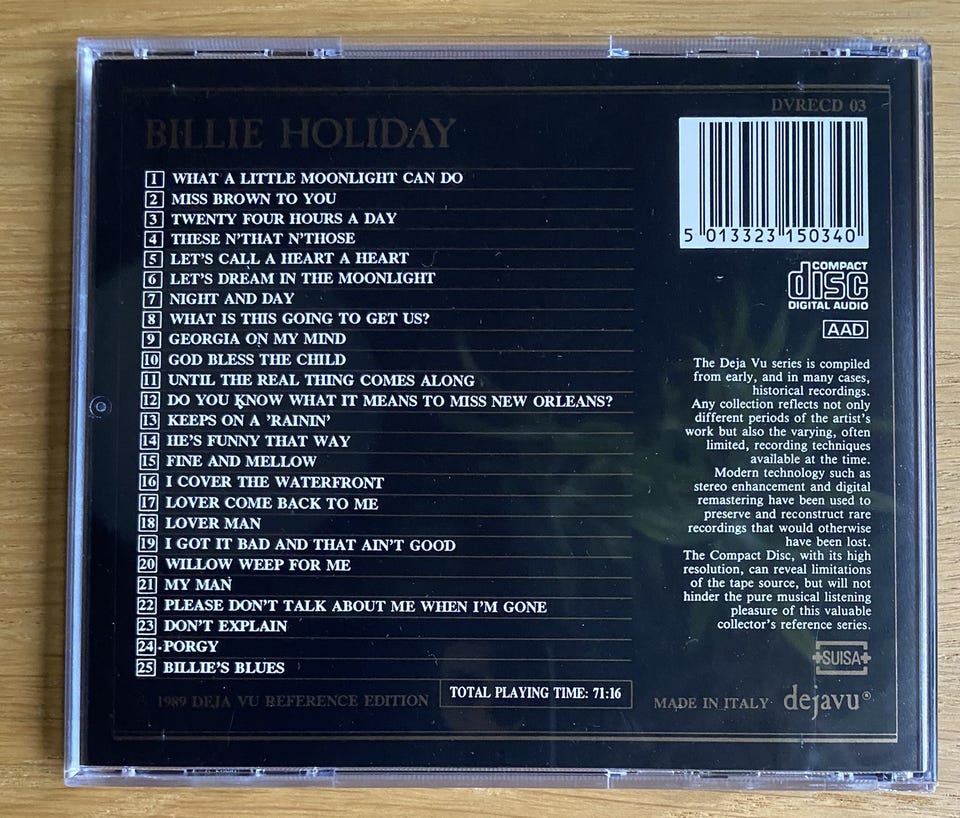 DVRECD 03
BILLIE HOLIDAY
1 WHAT A LITTLE MOONLIGHT CAN DO
2 MISS BROWN TO YOU
3 TWENTY FOUR HOURS A DAY
4 THESE N'THAT N'THOSE
5 LET'S CALL A HEART A HEART
6 LET'S DREAM IN THE MOONLIGHT
7 NIGHT AND DAY
8 WHAT IS THIS GOING TO GET US?
9 GEORGIA ON MY MIND
10 GOD BLESS THE CHILD
11 UNTIL THE REAL THING COMES ALONG
12 DO YOU KNOW WHAT IT MEANS TO MISS NEW ORLEANS?
13 KEEPS ON A 'RAININ'
14 HE'S FUNNY THAT WAY
15 FINE AND MELLOW
16 I COVER THE WATERFRONT
17 LOVER COME BACK TO ME
18 LOVER MAN
19 I GOT IT BAD AND THAT AIN'T GOOD
20 WILLOW WEEP FOR ME
21 MY MAN
22 PLEASE DON'T TALK ABOUT ME WHEN I'M GONE
23 DON'T EXPLAIN
24 PORGY
25 BILLIE'S BLUES
1989 DEJA VU REFERENCE EDITION
TOTAL PLAYING TIME: 71:16
5 013323 150340
COMPACT
disc
DIGITAL AUDIO
AAD
The Deja Vu series is compiled
from early, and in many cases,
historical recordings.
Any collection reflects not only
different periods of the artist's
work but also the varying, often
limited, recording techniques
available at the time.
Modern technology such as
stereo enhancement and digital
remastering have been used to
preserve and reconstruct rare
recordings that would otherwise
have been lost.
The Compact Disc, with its high
resolution, can reveal limitations
of the tape source, but will not
hinder the pure musical listening
pleasure of this valuable
collector's reference series.
SUISA
MADE IN ITALY
dejavu®